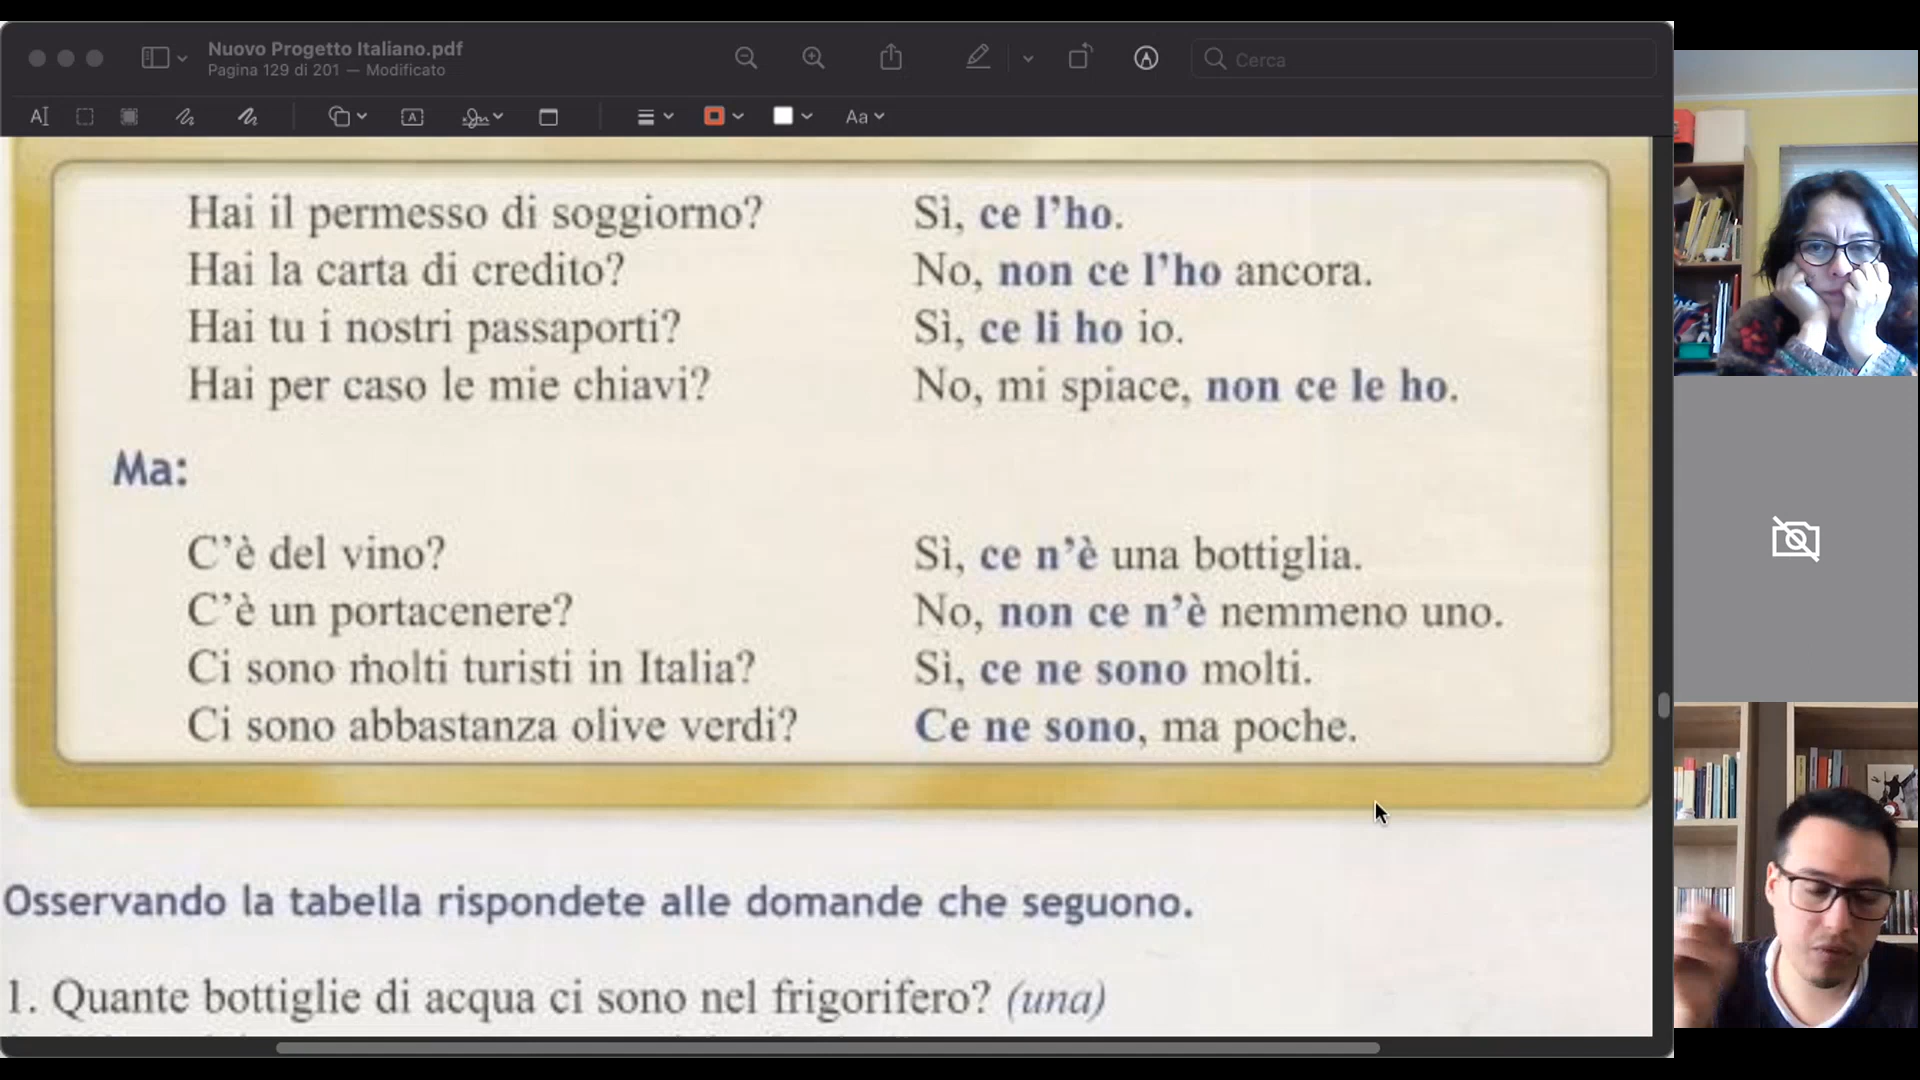 Nuovo Progetto Italiano.pdf
Pagina 129 di 201 — Modificato
Cerca
Aa
Hai il permesso di soggiorno? Sì, ce l'ho.
Hai la carta di credito? No, non ce l'ho ancora.
Hai tu i nostri passaporti? Sì, ce li ho io.
Hai per caso le mie chiavi? No, mi spiace, non ce le ho.
Ma:
C'è del vino? Sì, ce n'è una bottiglia.
C'è un portacenere? No, non ce n'è nemmeno uno.
Ci sono molti turisti in Italia? Sì, ce ne sono molti.
Ci sono abbastanza olive verdi? Ce ne sono, ma poche.
Osservando la tabella rispondete alle domande che seguono.
1. Quante bottiglie di acqua ci sono nel frigorifero? (una)